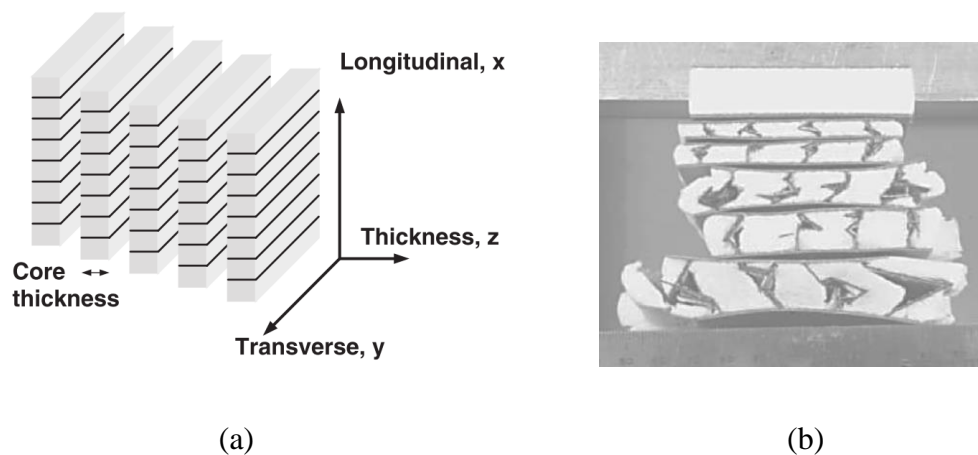 Longitudinal, x
Thickness, z
Core
thickness
Transverse, y
(a)
(b)